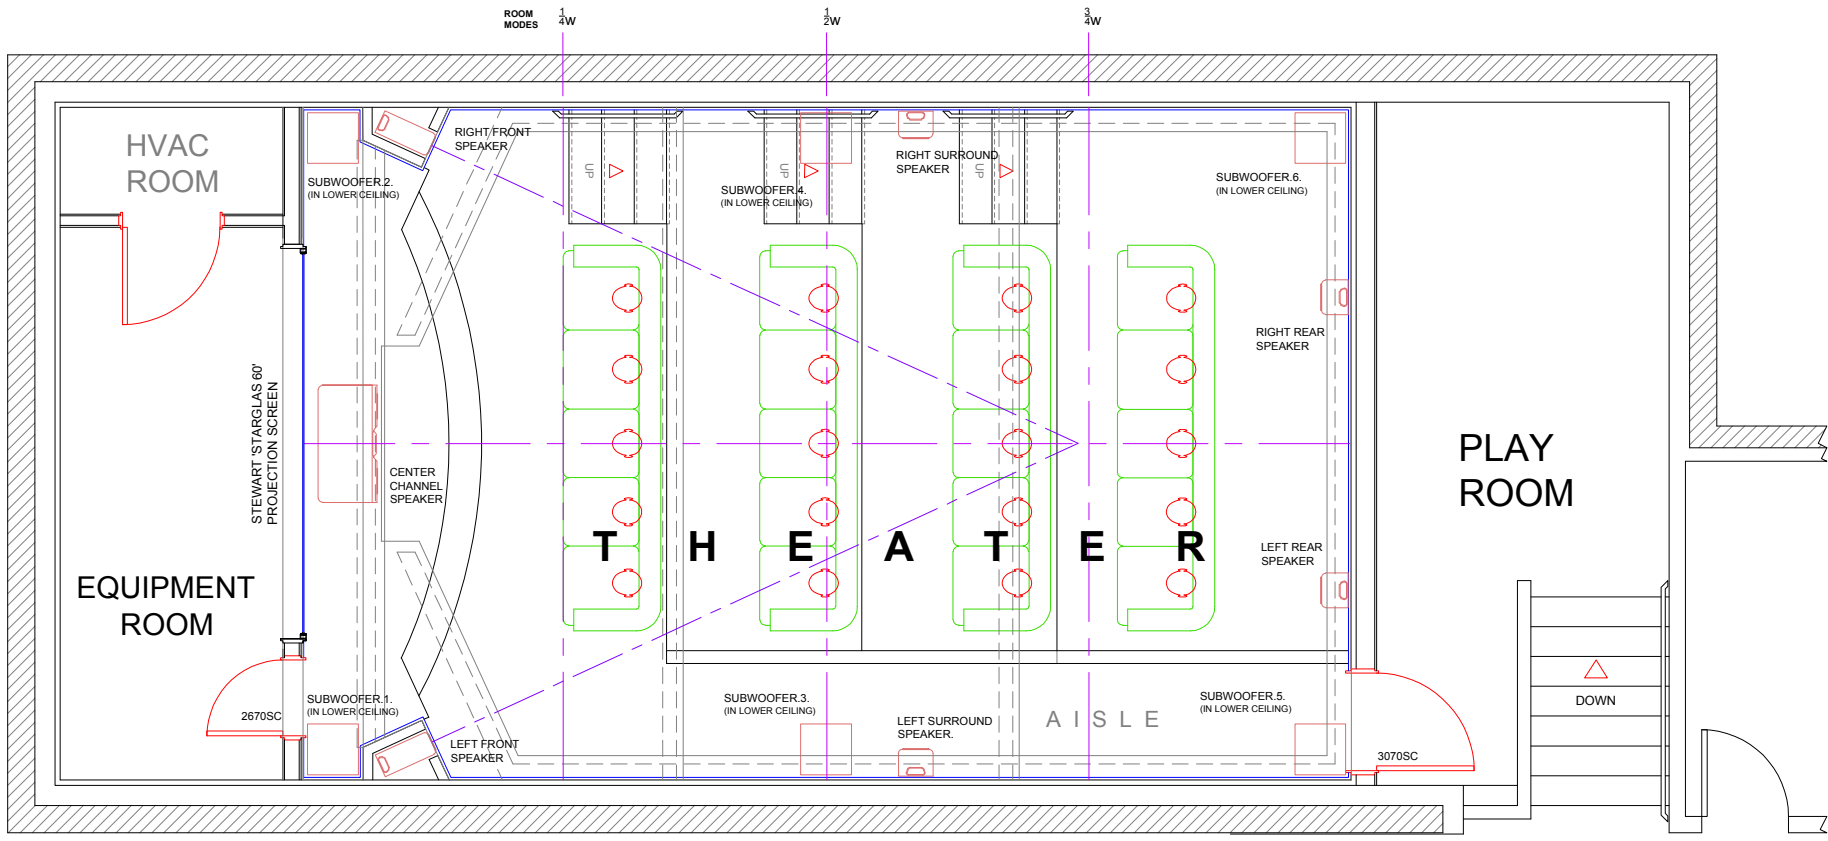 ROOM
MODES
1
4W
1
2W
3
4W
HVAC
ROOM
RIGHT FRONT
SPEAKER
SUBWOOFER.2.
(IN LOWER CEILING)
UP
UP
UP
SUBWOOFER.4.
(IN LOWER CEILING)
RIGHT SURROUND
SPEAKER
SUBWOOFER.6.
(IN LOWER CEILING)
RIGHT REAR
SPEAKER
STEWART 'STARGLAS 60'
PROJECTION SCREEN
CENTER
CHANNEL
SPEAKER
PLAY
ROOM
THEATER
LEFT REAR
SPEAKER
EQUIPMENT
ROOM
2670SC
SUBWOOFER.1.
(IN LOWER CEILING)
LEFT FRONT
SPEAKER
SUBWOOFER.3.
(IN LOWER CEILING)
LEFT SURROUND
SPEAKER.
AISLE
SUBWOOFER.5.
(IN LOWER CEILING)
3070SC
DOWN